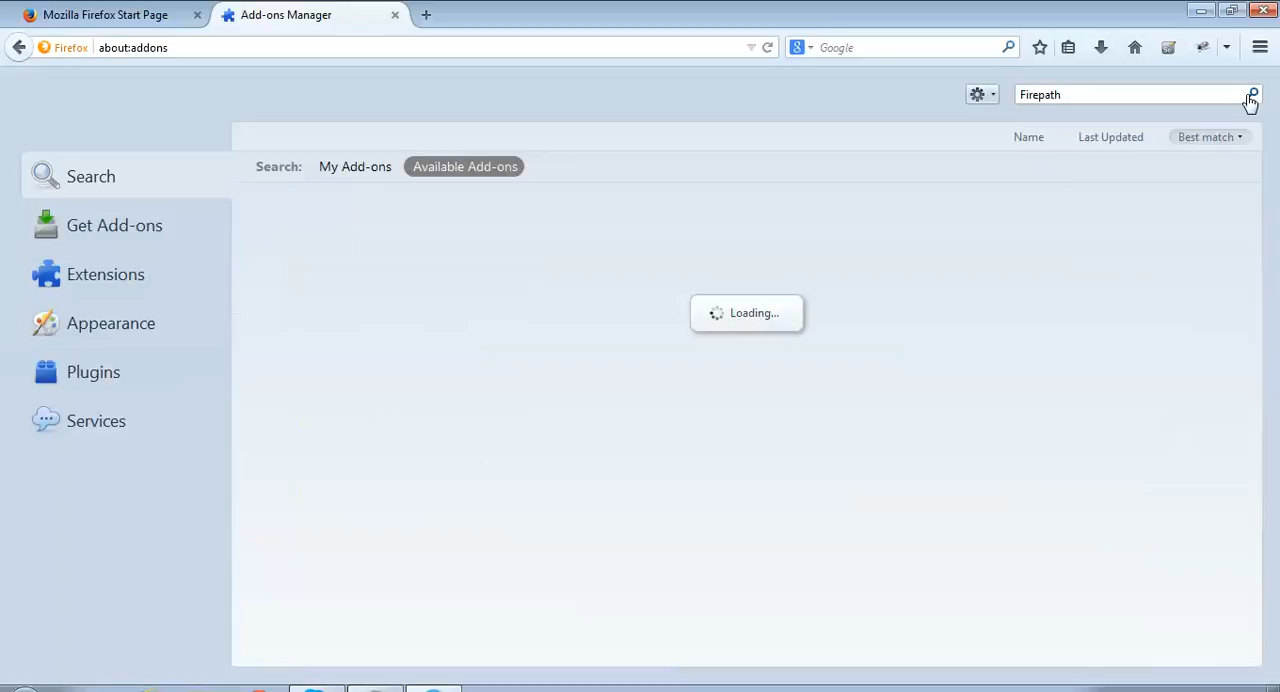 Mozilla Firefox Start Page
Add-ons Manager
Firefox about:addons
Google
Firepath
Name Last Updated Best match
Search: My Add-ons Available Add-ons
Search
Get Add-ons
Extensions
Appearance
Plugins
Services
Loading...